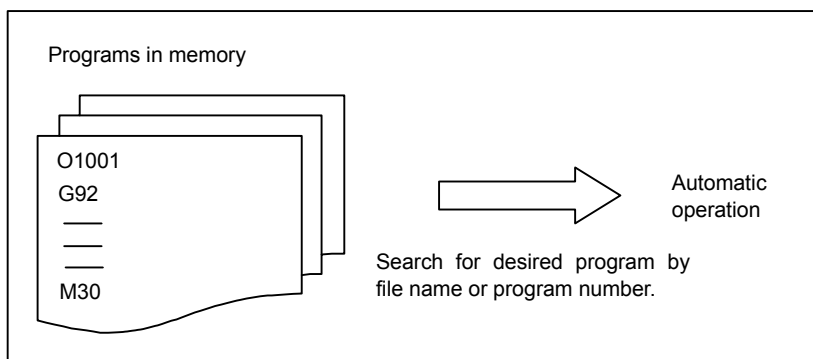 Programs in memory
O1001
G92
M30
Search for desired program by
file name or program number.
Automatic
operation